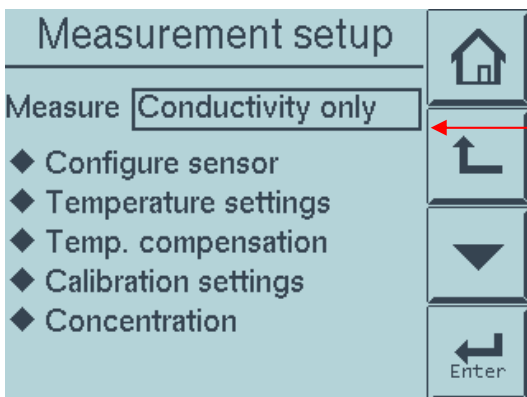 Measurement setup
Measure Conductivity only
Configure sensor
Temperature settings
Temp. compensation
Calibration settings
Concentration
Enter